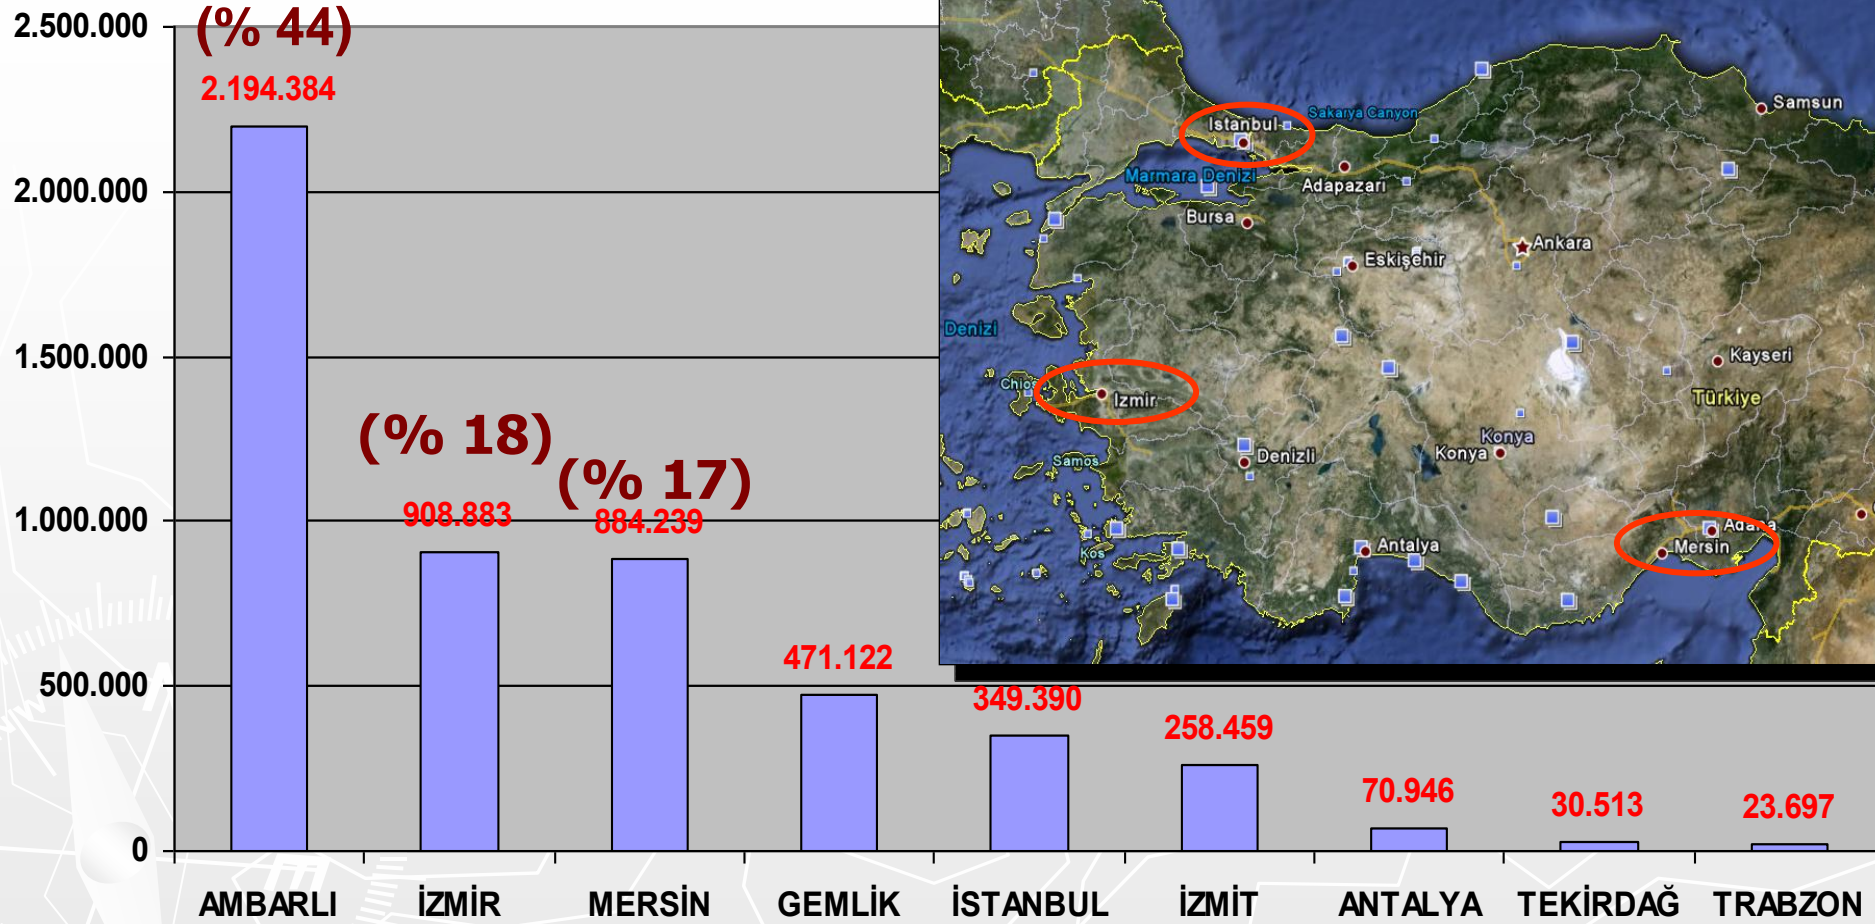 2.500.000
2.000.000
1.500.000
1.000.000
500.000
0
(% 44)
2.194.384
(% 18)
908.883
(% 17)
884.239
471.122
349.390
258.459
70.946
30.513
23.697
AMBARLI
İZMİR
MERSİN
GEMLİK
İSTANBUL
İZMİT
ANTALYA
TEKİRDAĞ
TRABZON
Samsun
Sakarya Canyon
Istanbul
Marmara Denizi
Adapazarı
Bursa
Ankara
Eskişehir
Denizi
Kayseri
Chios
Izmir
Türkiye
Konya
Konya
Denizli
Samos
Adana
Mersin
Antalya
Kos